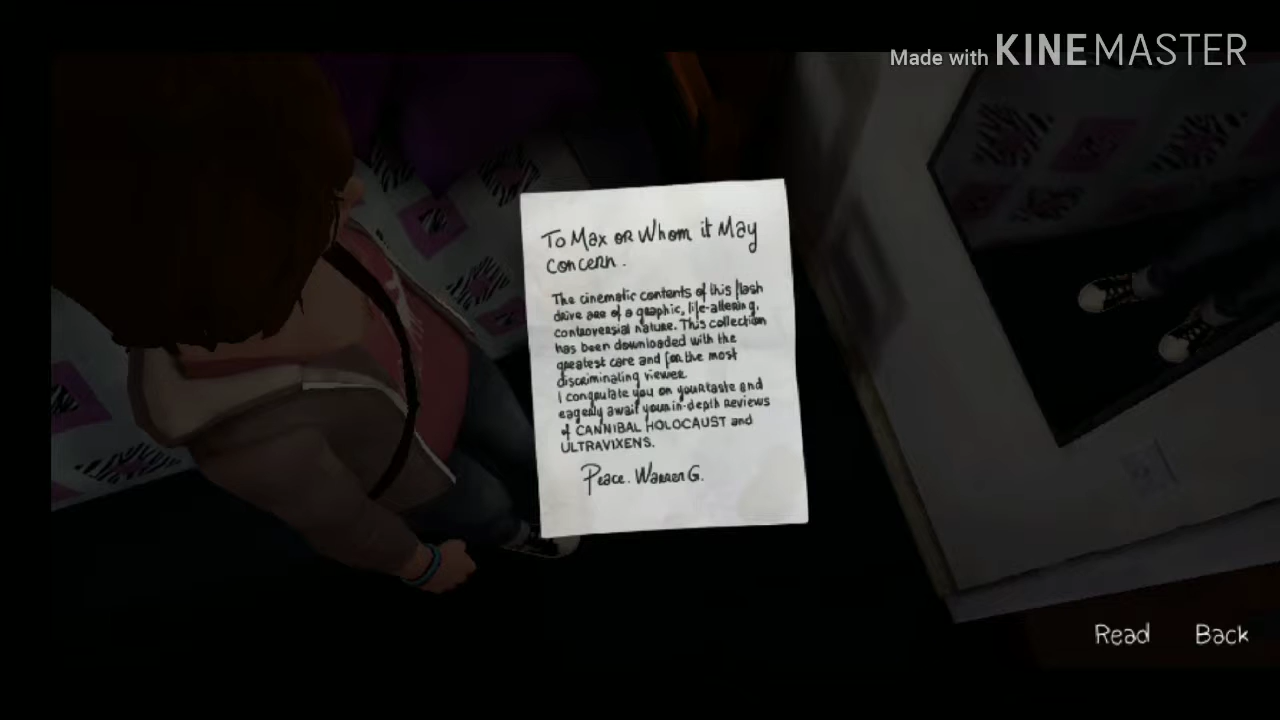 Made with KINEMASTER
To Max or Whom it May
Concern.
The cinematic contents of this flash
drive are of a graphic, life-altering,
controversial nature. This collection
has been downloaded with the
greatest care and for the most
discriminating viewer.
I congraulate you on your taste and
eagerly await your in-depth reviews
of CANNIBAL HOLOCAUST and
ULTRAVIXENS.
Peace. Warren G.
Read Back